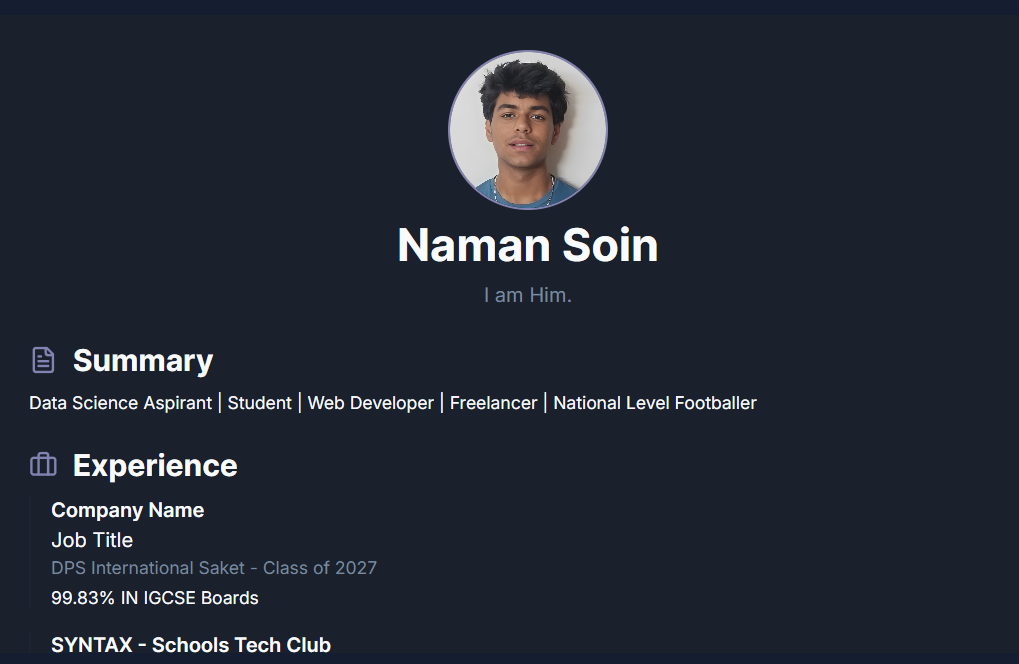 Naman Soin
I am Him.
Summary
Data Science Aspirant | Student | Web Developer | Freelancer | National Level Footballer
Experience
Company Name
Job Title
DPS International Saket - Class of 2027
99.83% IN IGCSE Boards
SYNTAX - Schools Tech Club